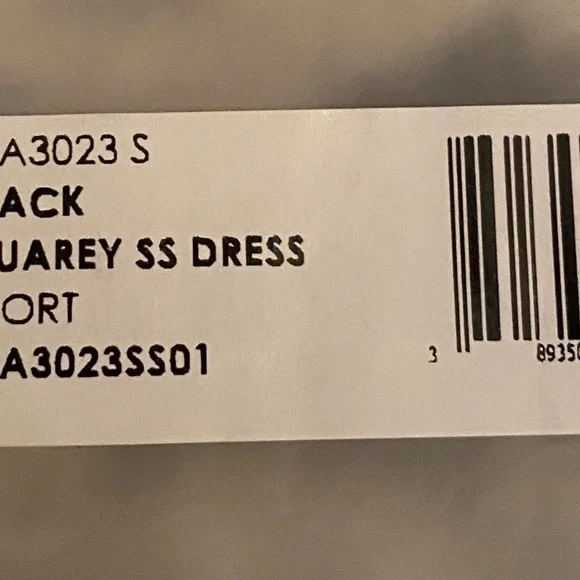 A3023 S
ACK
UAREY SS DRESS
ORT
A3023SS01
3 8935